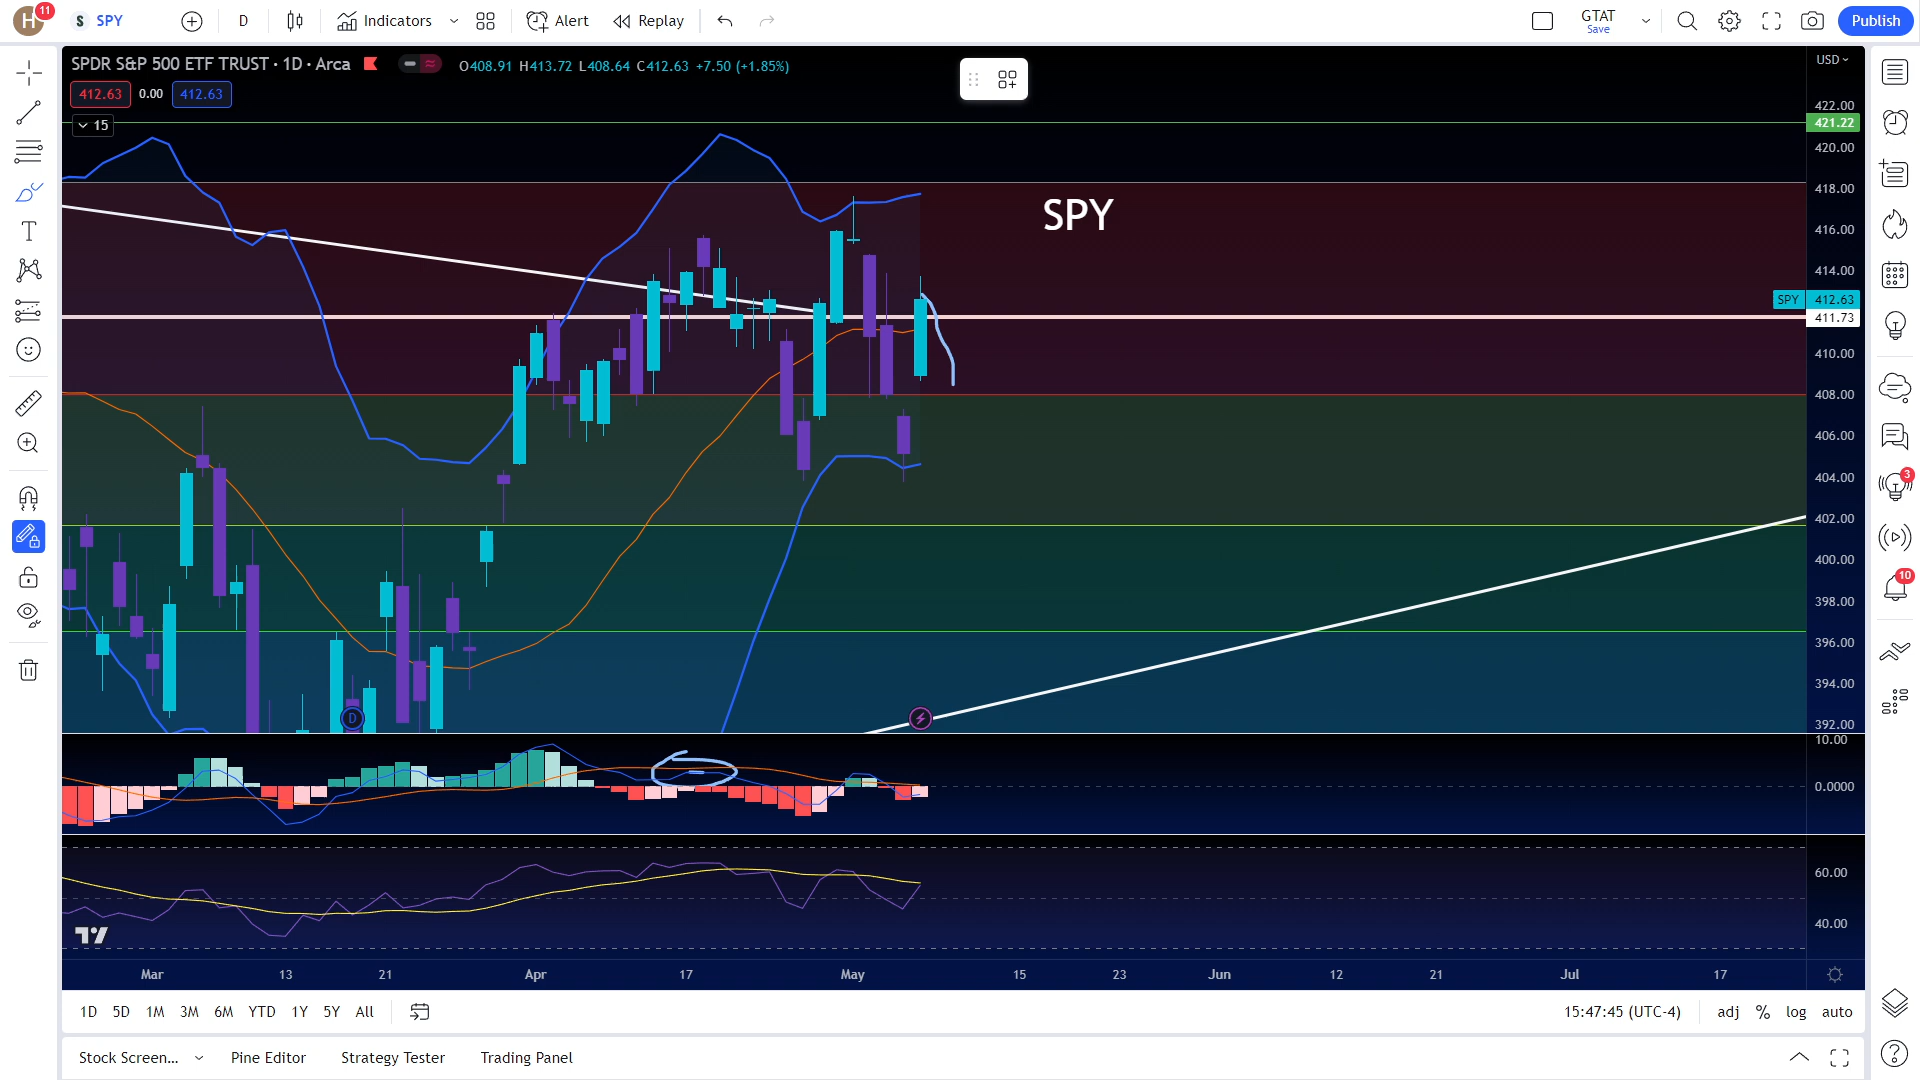 H 11 S SPY D Indicators Alert Replay GTAT Save Publish
SPDR S&P 500 ETF TRUST · 1D · Arca O408.91 H413.72 L408.64 C412.63 +7.50 (+1.85%) USD
412.63 0.00 412.63
15
422.00
421.22
420.00
418.00
SPY
416.00
414.00
SPY 412.63
411.73
410.00
408.00
406.00
404.00
402.00
400.00
398.00
396.00
394.00
392.00
D
10.00
0.0000
60.00
40.00
Mar 13 21 Apr 17 May 15 23 Jun 12 21 Jul 17
1D 5D 1M 3M 6M YTD 1Y 5Y All 15:47:45 (UTC-4) adj % log auto
Stock Screen... Pine Editor Strategy Tester Trading Panel
T
3
10